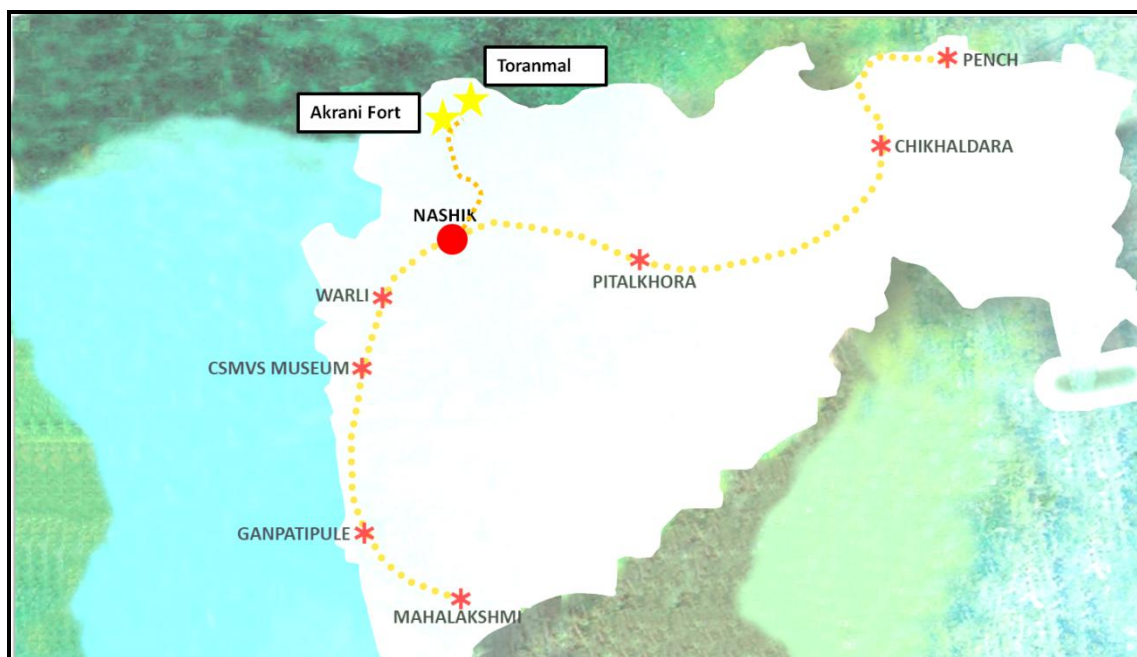 Toranmal
PENCH
Akrani Fort
CHIKHALDARA
NASHIK
PITALKHORA
WARLI
CSMVS MUSEUM
GANPATIPULE
MAHALAKSHMI